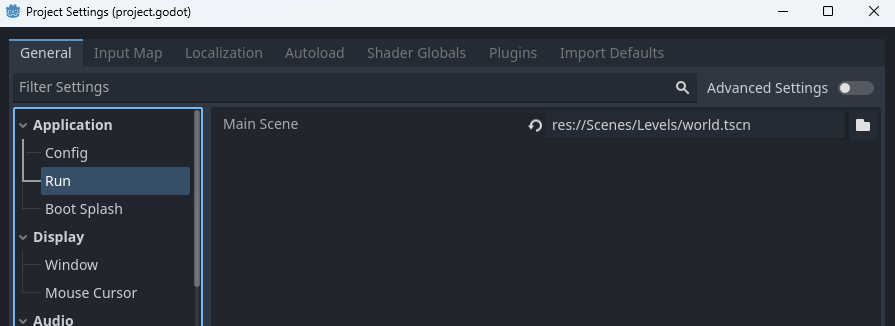 Project Settings (project.godot)
General Input Map Localization Autoload Shader Globals Plugins Import Defaults
Filter Settings
Advanced Settings
Application
Config
Run
Boot Splash
Display
Window
Mouse Cursor
Audio
Main Scene
res://Scenes/Levels/world.tscn